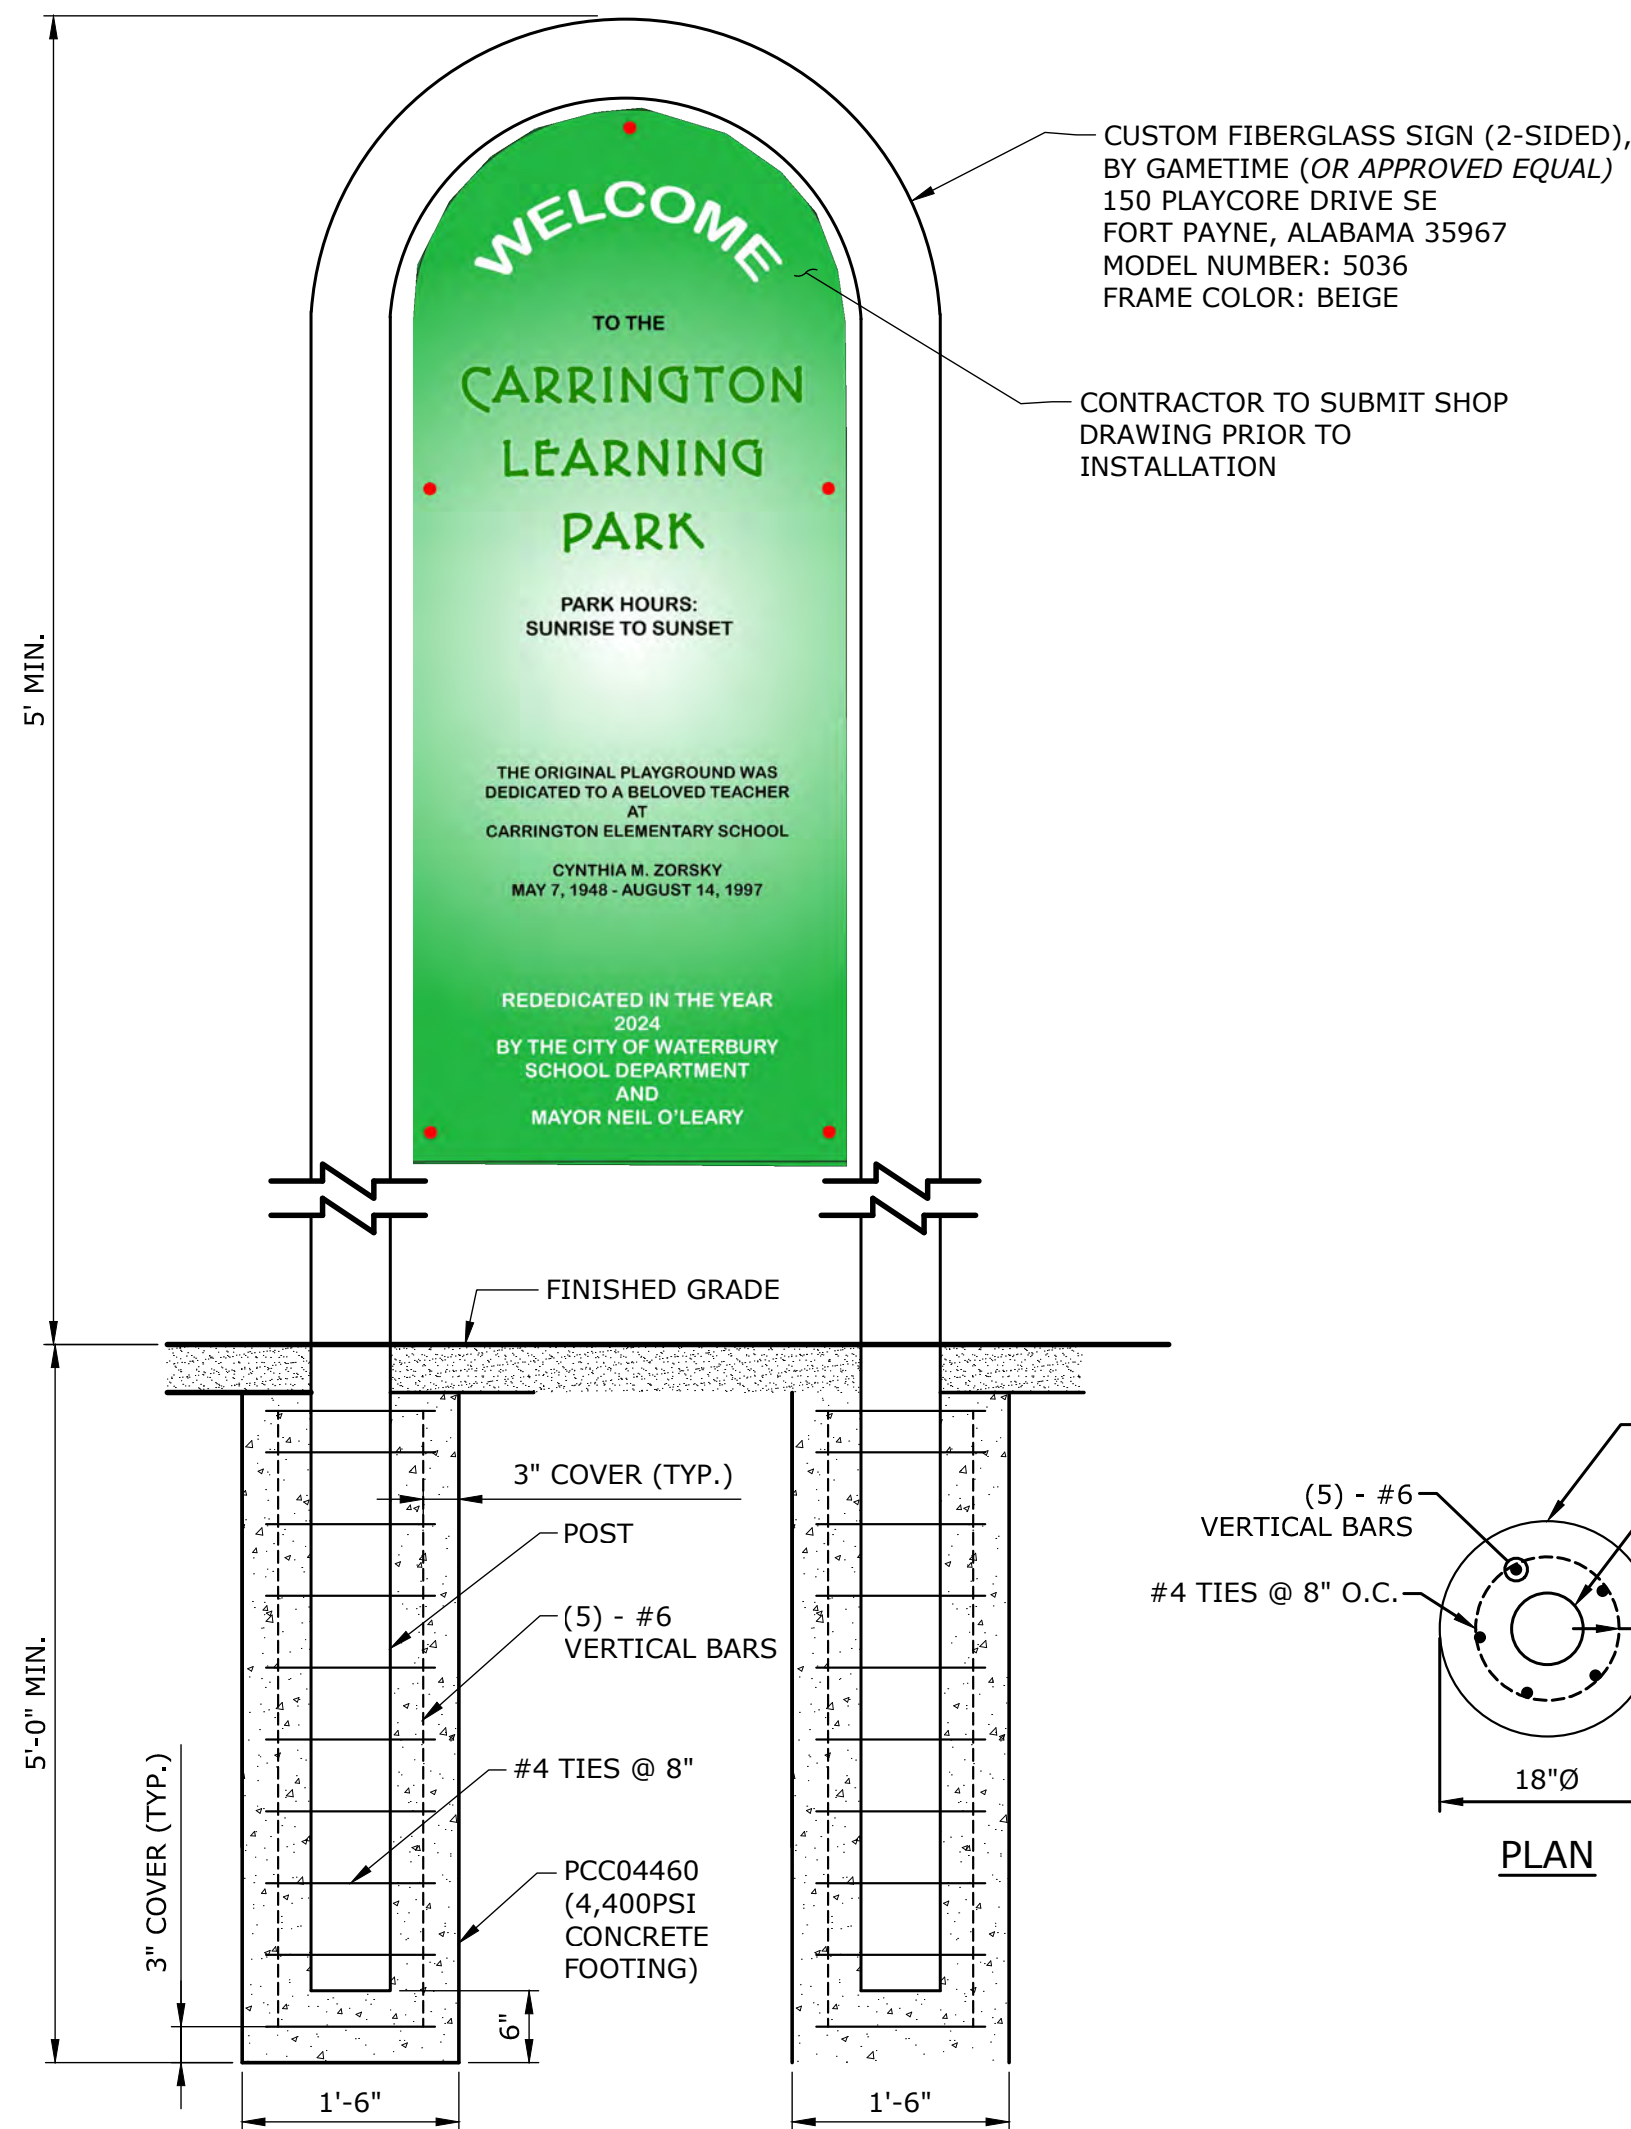 CUSTOM FIBERGLASS SIGN (2-SIDED),
BY GAMETIME (OR APPROVED EQUAL)
150 PLAYCORE DRIVE SE
FORT PAYNE, ALABAMA 35967
MODEL NUMBER: 5036
FRAME COLOR: BEIGE
CONTRACTOR TO SUBMIT SHOP
DRAWING PRIOR TO
INSTALLATION
WELCOME
TO THE
CARRINGTON
LEARNING
PARK
PARK HOURS:
SUNRISE TO SUNSET
THE ORIGINAL PLAYGROUND WAS
DEDICATED TO A BELOVED TEACHER
AT
CARRINGTON ELEMENTARY SCHOOL
CYNTHIA M. ZORSKY
MAY 7, 1948 - AUGUST 14, 1997
REDEDICATED IN THE YEAR
2024
BY THE CITY OF WATERBURY
SCHOOL DEPARTMENT
AND
MAYOR NEIL O'LEARY
5' MIN.
FINISHED GRADE
3" COVER (TYP.)
POST
(5) - #6
VERTICAL BARS
#4 TIES @ 8"
PCC04460
(4,400PSI
CONCRETE
FOOTING)
5'-0" MIN.
3" COVER (TYP.)
6"
1'-6"
1'-6"
(5) - #6
VERTICAL BARS
#4 TIES @ 8" O.C.
18"Ø
PLAN